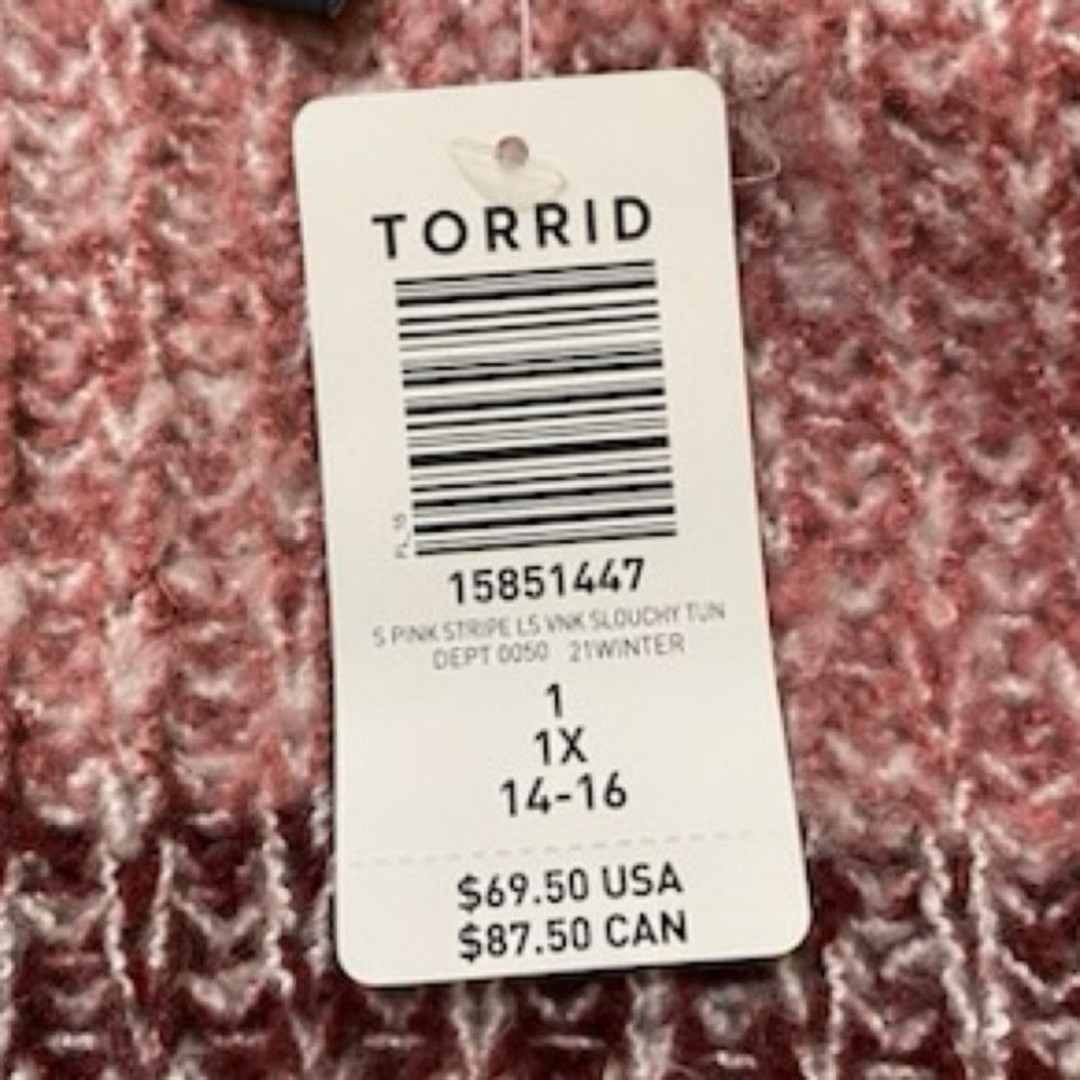 TORRID
15851447
S PINK STRIPE LS VNK SLOUCHY TUN
DEPT 0050 21WINTER
1
1X
14-16
$69.50 USA
$87.50 CAN